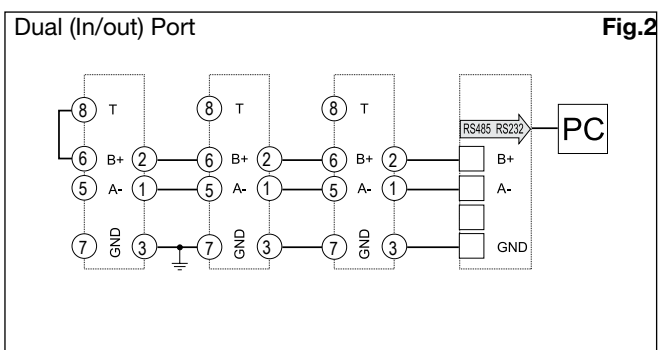 Dual (In/out) Port Fig.2
8 T 8 T 8 T RS485 RS232 PC
6 B+ 2 6 B+ 2 6 B+ 2 B+
5 A- 1 5 A- 1 5 A- 1 A-
7 GND 3 7 GND 3 7 GND 3 GND